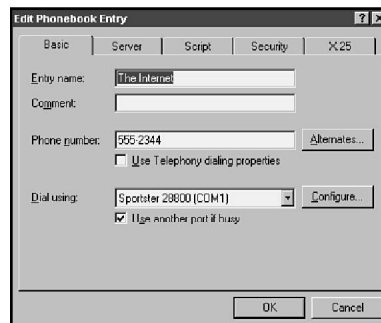 Edit Phonebook Entry
Basic Server Script Security X.25
Entry name: The Internet
Comment:
Phone number: 555-2344 Alternates...
Use Telephony dialing properties
Dial using: Sportster 28800 (COM1) Configure...
Use another port if busy
OK Cancel